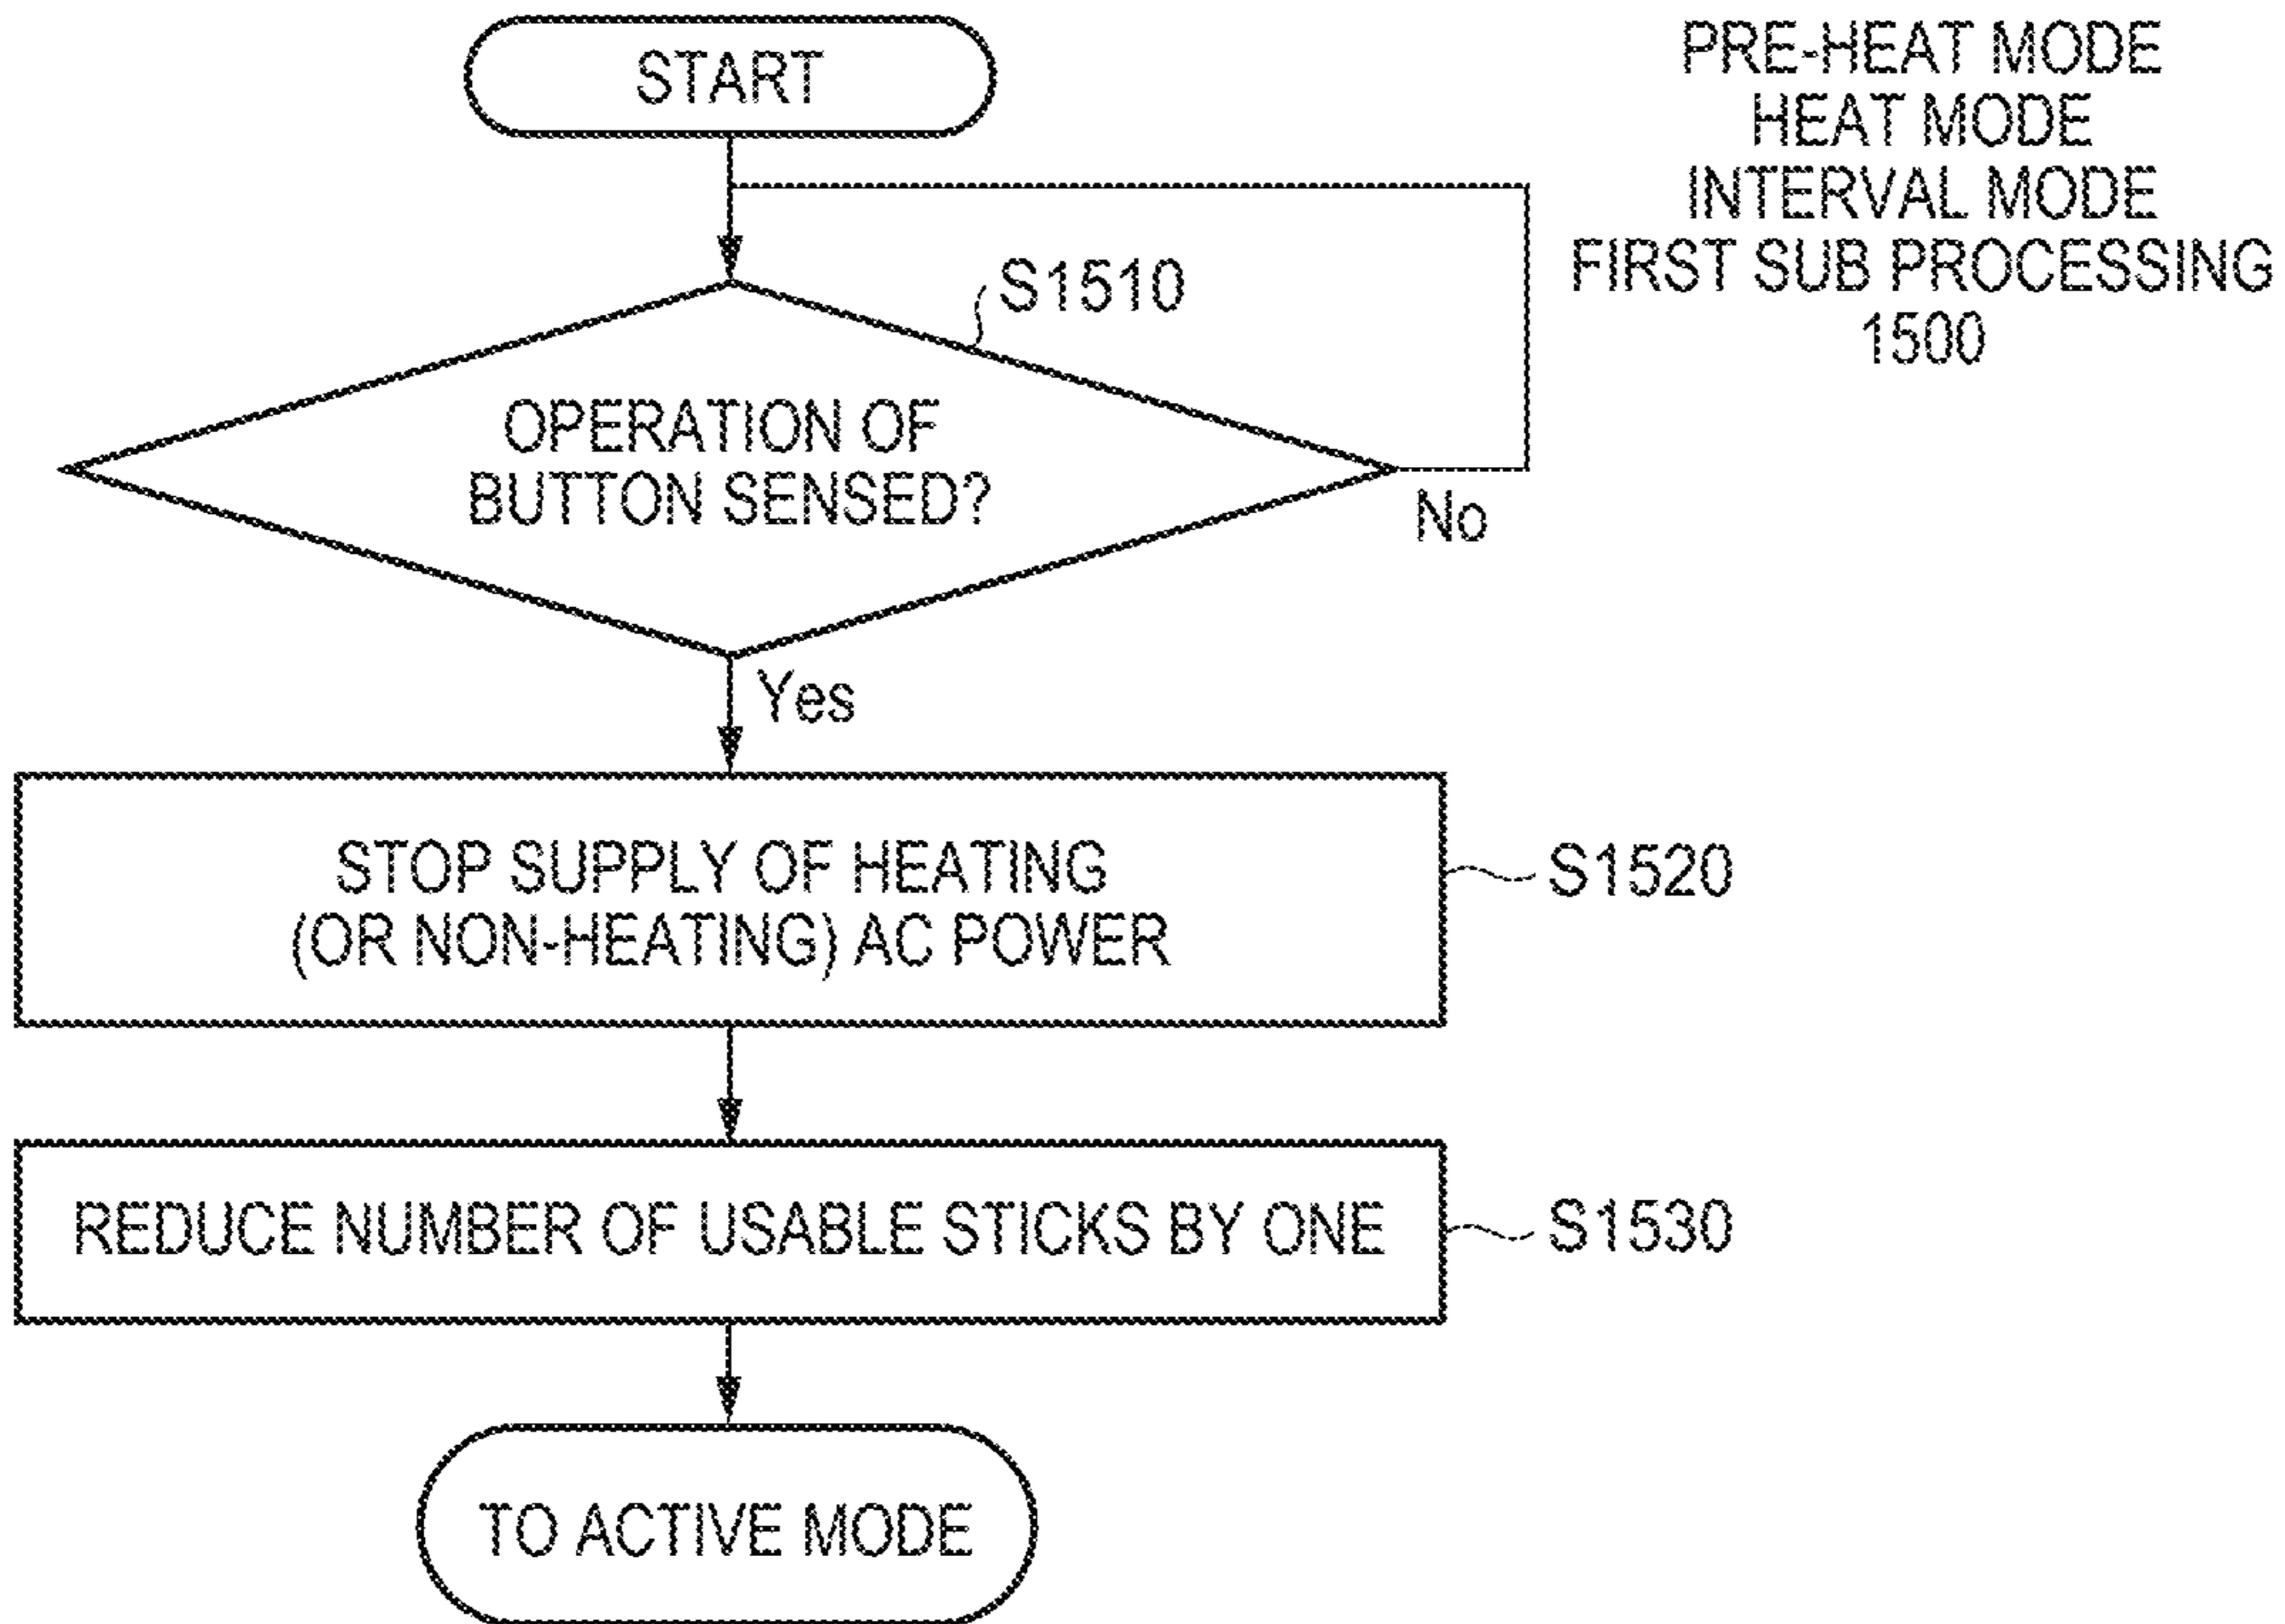 START
PRE-HEAT MODE
HEAT MODE
INTERVAL MODE
FIRST SUB PROCESSING
1500
S1510
OPERATION OF
BUTTON SENSED?
No
Yes
STOP SUPPLY OF HEATING
(OR NON-HEATING) AC POWER
S1520
REDUCE NUMBER OF USABLE STICKS BY ONE
S1530
TO ACTIVE MODE